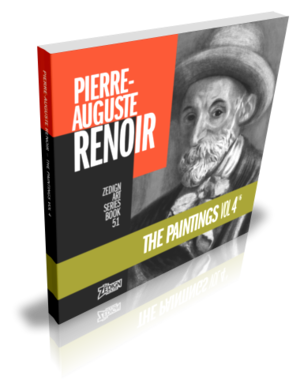 PIERRE-
AUGUSTE
RENOIR
ZEDIGN
ART
SERIES
BOOK
51
THE PAINTINGS VOL 4
ZEDIGN
PIERRE-AUGUSTE RENOIR THE PAINTINGS VOL 4